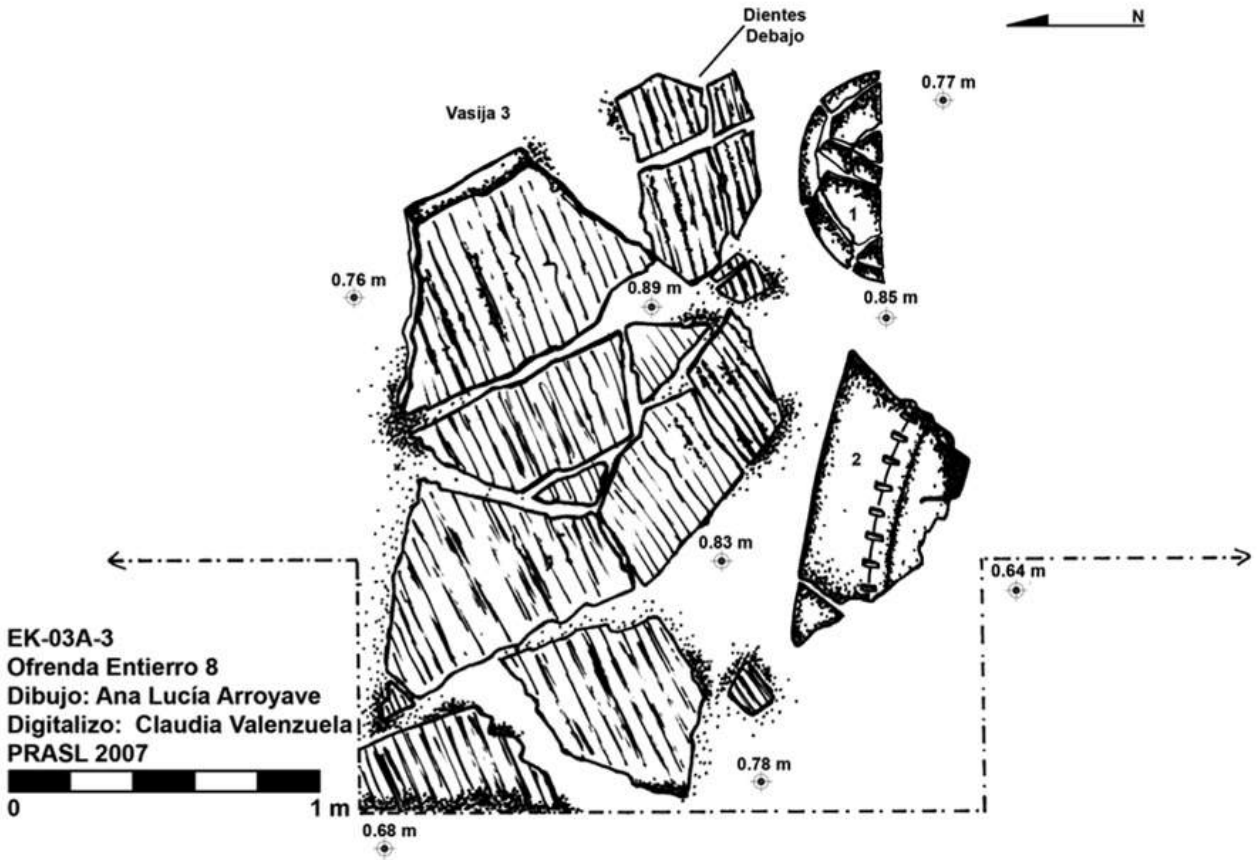 Dientes
Debajo
N
0.77 m
Vasija 3
1
0.76 m
0.89 m
0.85 m
2
0.83 m
0.64 m
EK-03A-3
Ofrenda Entierro 8
Dibujo: Ana Lucía Arroyave
Digitalizo: Claudia Valenzuela
PRASL 2007
0.78 m
0 1 m
0.68 m